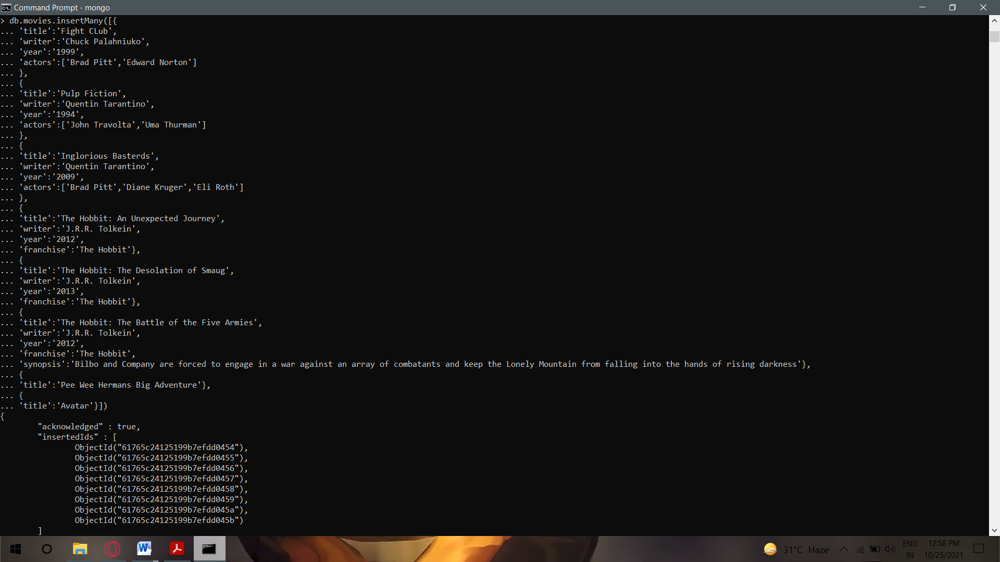 Command Prompt - mongo
> db.movies.insertMany([{
... 'title':'Fight CLub',
... 'writer':'Chuck Palahniuko',
... 'year':'1999',
... 'actors':['Brad Pitt','Edward Norton']
... },
... {
... 'title':'Pulp Fiction',
... 'writer':'Quentin Tarantino',
... 'year':'1994',
... 'actors':['John Travolta','Uma Thurman']
... },
... {
... 'title':'Inglorious Basterds',
... 'writer':'Quentin Tarantino',
... 'year':'2009',
... 'actors':['Brad Pitt','Diane Kruger','Eli Roth']
... },
... {
... 'title':'The Hobbit: An Unexpected Journey',
... 'writer':'J.R.R. Tolkein',
... 'year':'2012',
... 'franchise':'The Hobbit'},
... {
... 'title':'The Hobbit: The Desolation of Smaug',
... 'writer':'J.R.R. Tolkein',
... 'year':'2013',
... 'franchise':'The Hobbit'},
... {
... 'title':'The Hobbit: The Battle of the Five Armies',
... 'writer':'J.R.R. Tolkein',
... 'year':'2012',
... 'franchise':'The Hobbit',
... 'synopsis':'Bilbo and Company are forced to engage in a war against an array of combatants and keep the Lonely Mountain from falling into the hands of rising darkness'},
... {
... 'title':'Pee Wee Hermans Big Adventure'},
... {
... 'title':'Avatar'}])
{
        "acknowledged" : true,
        "insertedIds" : [
                ObjectId("61765c24125199b7efdd0454"),
                ObjectId("61765c24125199b7efdd0455"),
                ObjectId("61765c24125199b7efdd0456"),
                ObjectId("61765c24125199b7efdd0457"),
                ObjectId("61765c24125199b7efdd0458"),
                ObjectId("61765c24125199b7efdd0459"),
                ObjectId("61765c24125199b7efdd045a"),
                ObjectId("61765c24125199b7efdd045b")
        ]
31°C Haze
ENG
IN
12:58 PM
10/25/2021